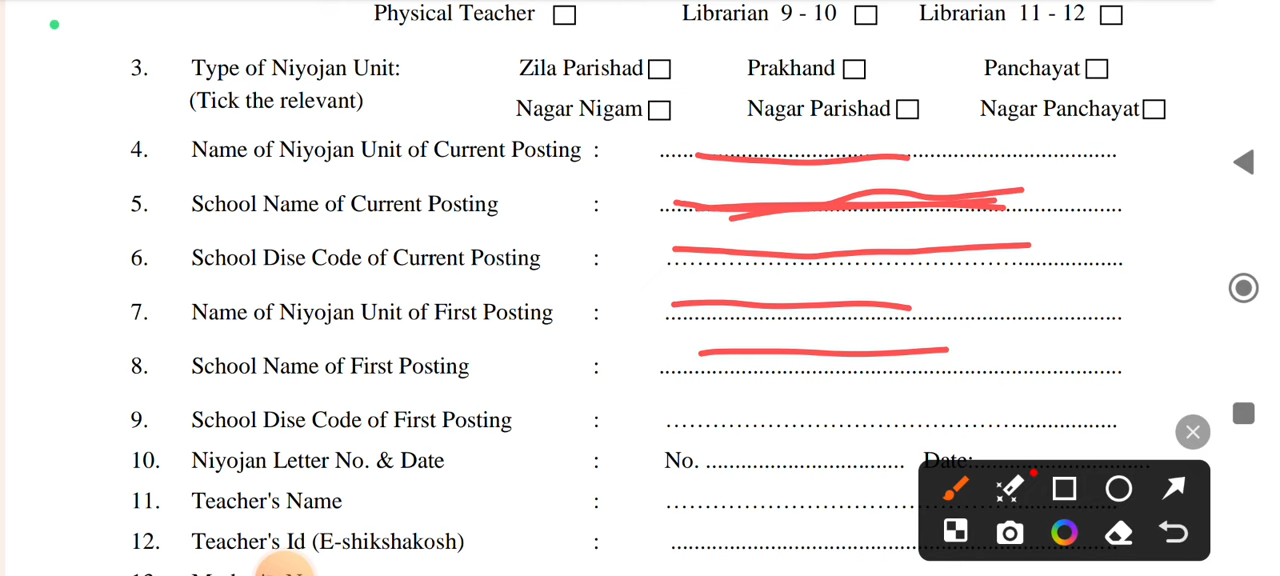 Physical Teacher Librarian 9 - 10 Librarian 11 - 12
3. Type of Niyojan Unit: Zila Parishad Prakhand Panchayat
(Tick the relevant) Nagar Nigam Nagar Parishad Nagar Panchayat
4. Name of Niyojan Unit of Current Posting :
5. School Name of Current Posting :
6. School Dise Code of Current Posting :
7. Name of Niyojan Unit of First Posting :
8. School Name of First Posting :
9. School Dise Code of First Posting :
10. Niyojan Letter No. & Date : No. Date:
11. Teacher's Name :
12. Teacher's Id (E-shikshakosh) :